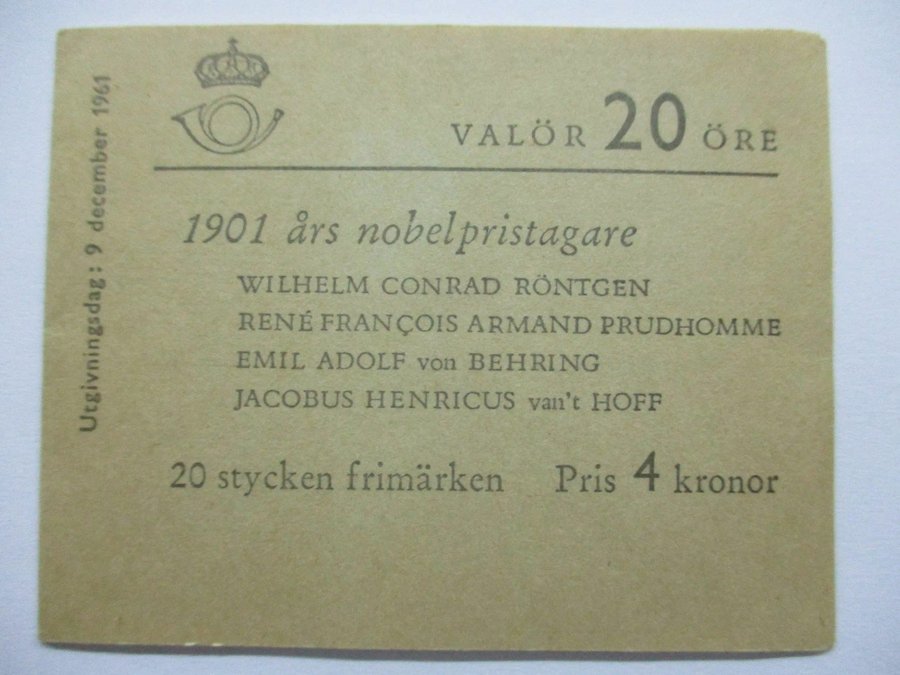 Utgivningsdag: 9 december 1961
VALÖR 20 ÖRE
1901 års nobelpristagare
WILHELM CONRAD RÖNTGEN
RENÉ FRANÇOIS ARMAND PRUDHOMME
EMIL ADOLF von BEHRING
JACOBUS HENRICUS van't HOFF
20 stycken frimärken Pris 4 kronor